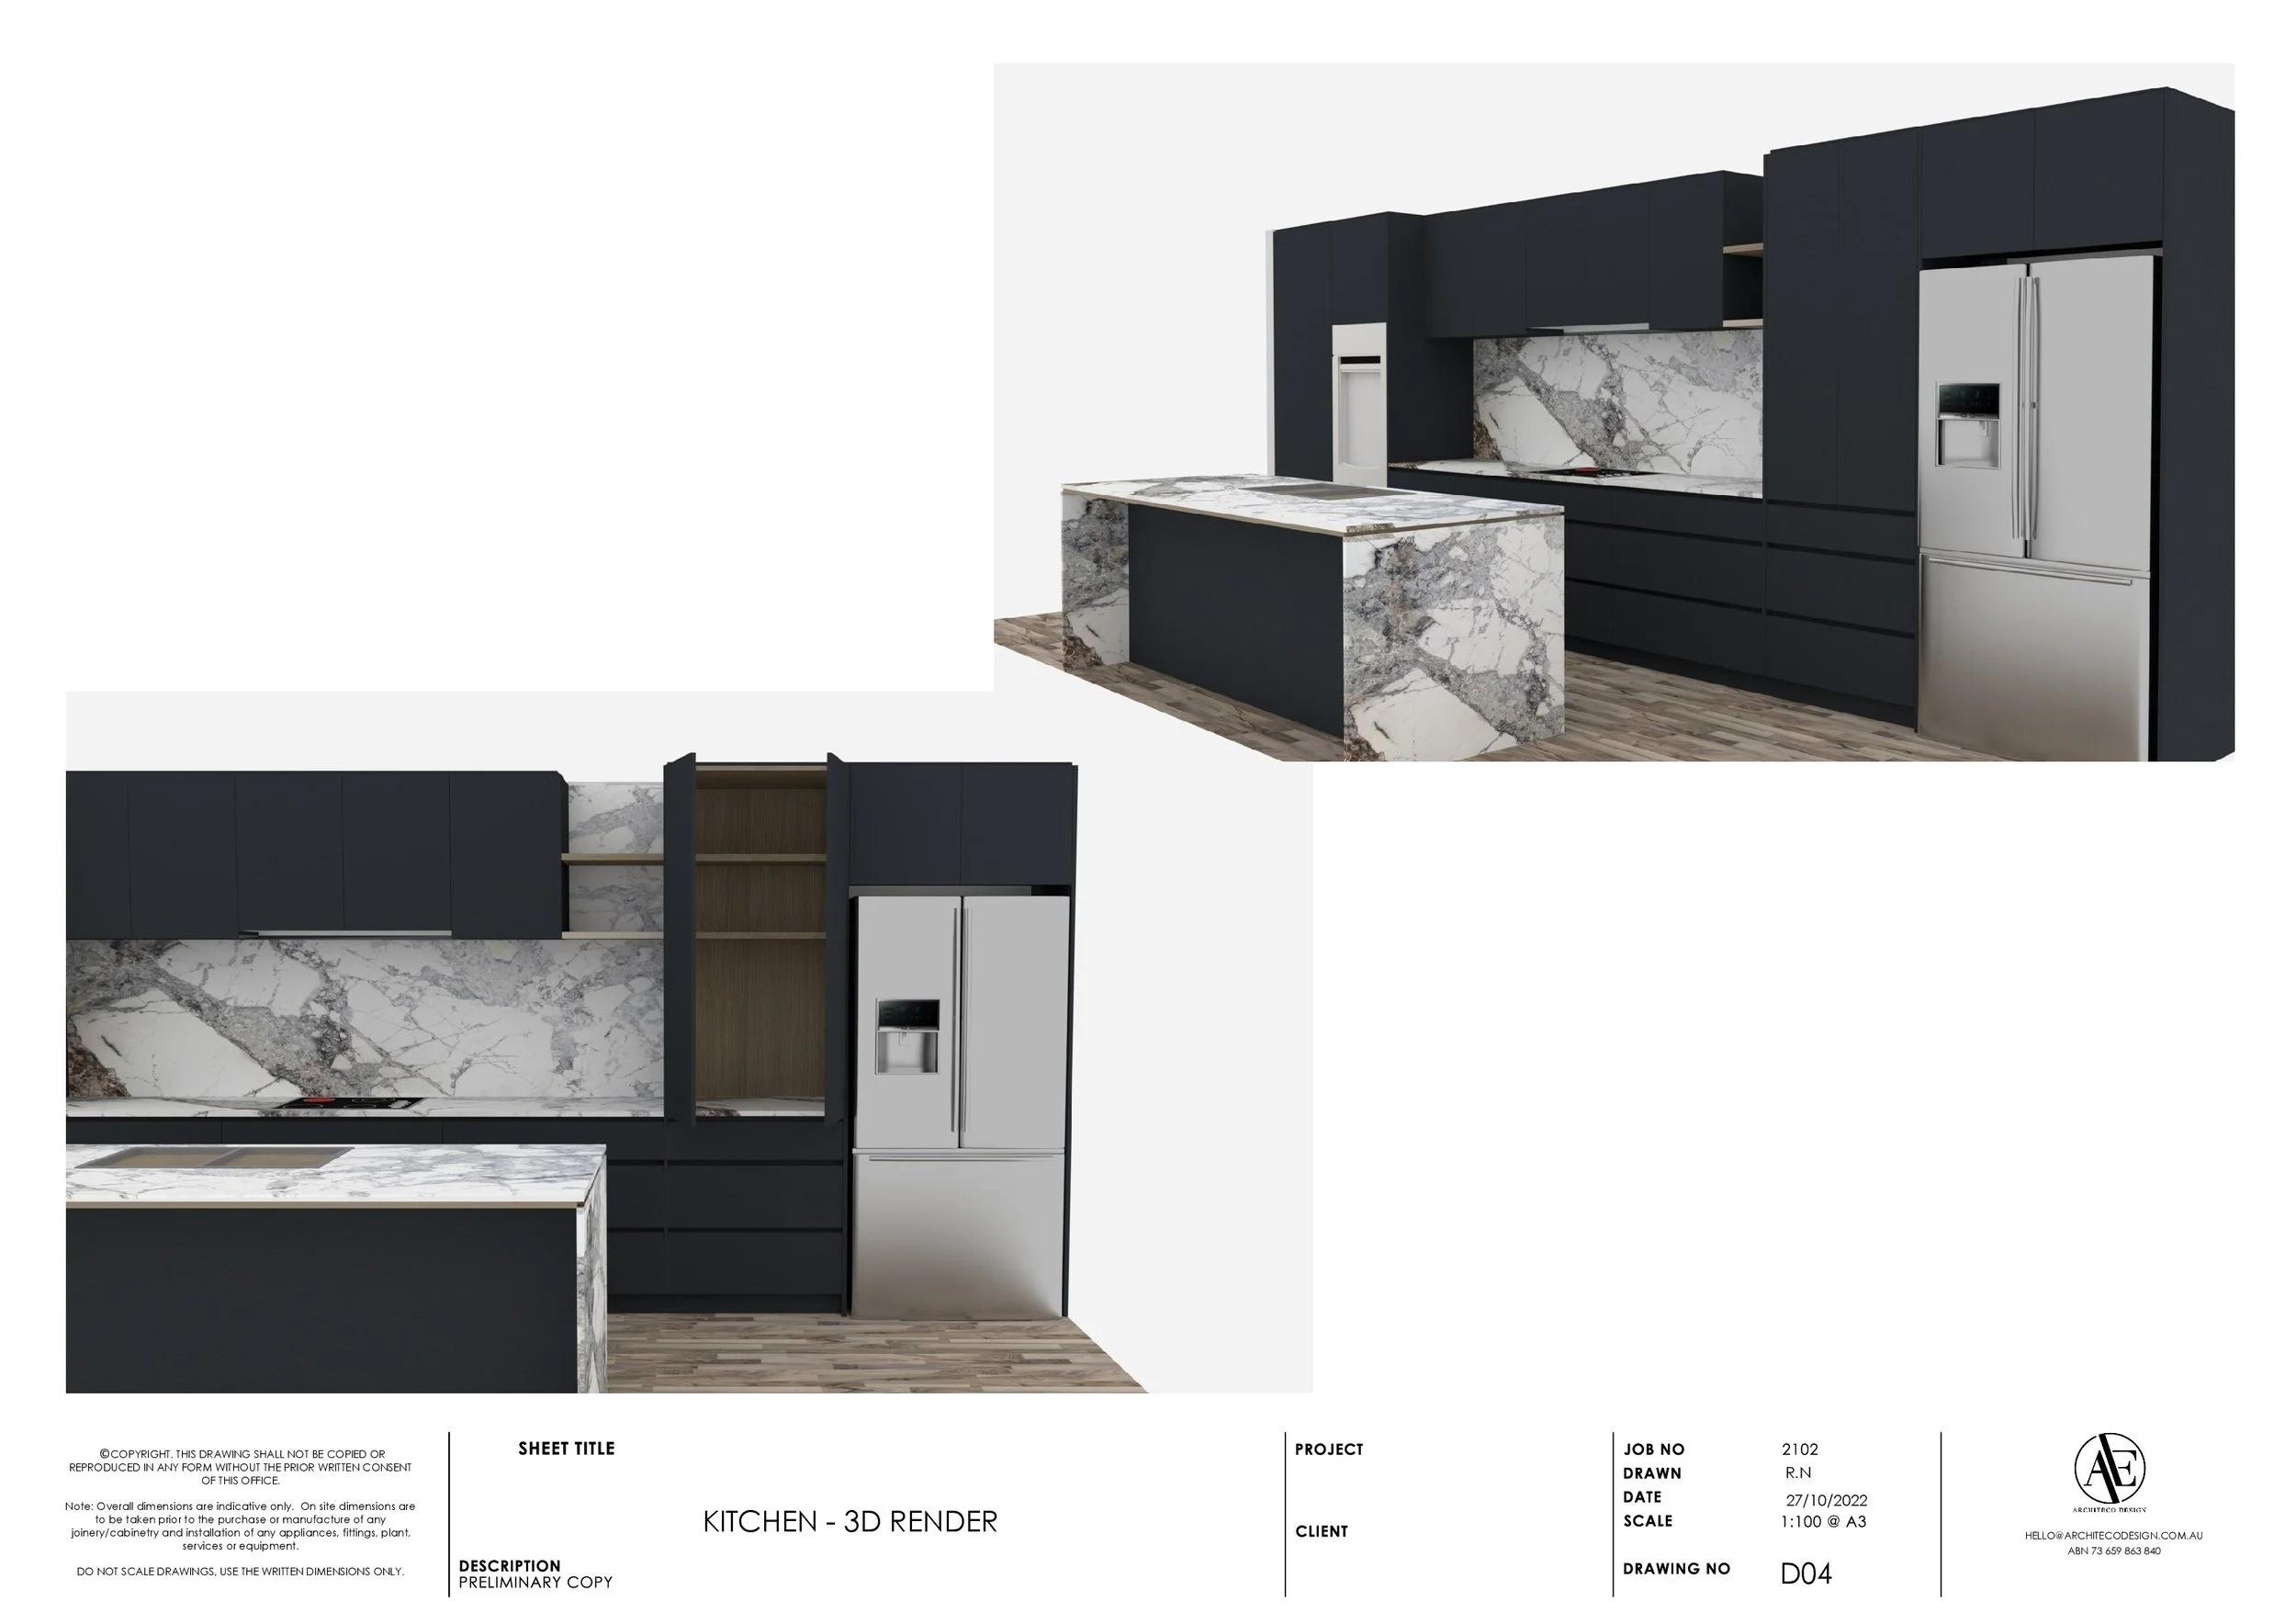 ©COPYRIGHT. THIS DRAWING SHALL NOT BE COPIED OR
REPRODUCED IN ANY FORM WITHOUT THE PRIOR WRITTEN CONSENT
OF THIS OFFICE.
Note: Overall dimensions are indicative only. On site dimensions are
to be taken prior to the purchase or manufacture of any
joinery/cabinetry and installation of any appliances, fittings, plant,
services or equipment.
DO NOT SCALE DRAWINGS, USE THE WRITTEN DIMENSIONS ONLY.
SHEET TITLE
KITCHEN - 3D RENDER
DESCRIPTION
PRELIMINARY COPY
PROJECT
CLIENT
JOB NO 2102
DRAWN R.N
DATE 27/10/2022
SCALE 1:100 @ A3
DRAWING NO D04
AE
ARCHITECO DESIGN
HELLO@ARCHITECODESIGN.COM.AU
ABN 73 659 863 840